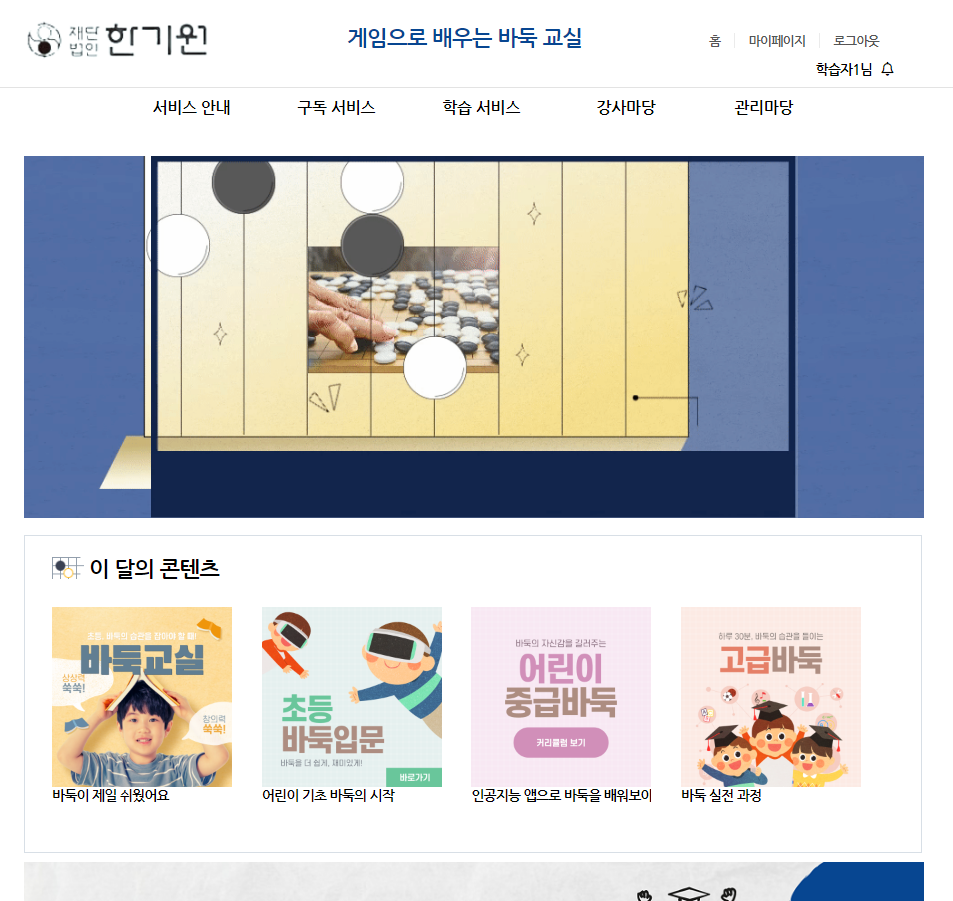 재단
법인
한기원
게임으로 배우는 바둑 교실
홈
마이페이지
로그아웃
학습자1님
서비스 안내
구독 서비스
학습 서비스
강사마당
관리마당
이 달의 콘텐츠
초등, 바둑의 습관을 잡아야 할 때!
바둑교실
상상력
쑥쑥!
창의력
쑥쑥!
바둑이 제일 쉬웠어요
초등
바둑입문
바둑을 더 쉽게, 재미있게!
바로가기
어린이 기초 바둑의 시작
바둑의 자신감을 길러주는
어린이
중급바둑
커리큘럼 보기
인공지능 앱으로 바둑을 배워보이
하루 30분, 바둑의 습관을 들이는
고급바둑
바둑 실전 과정